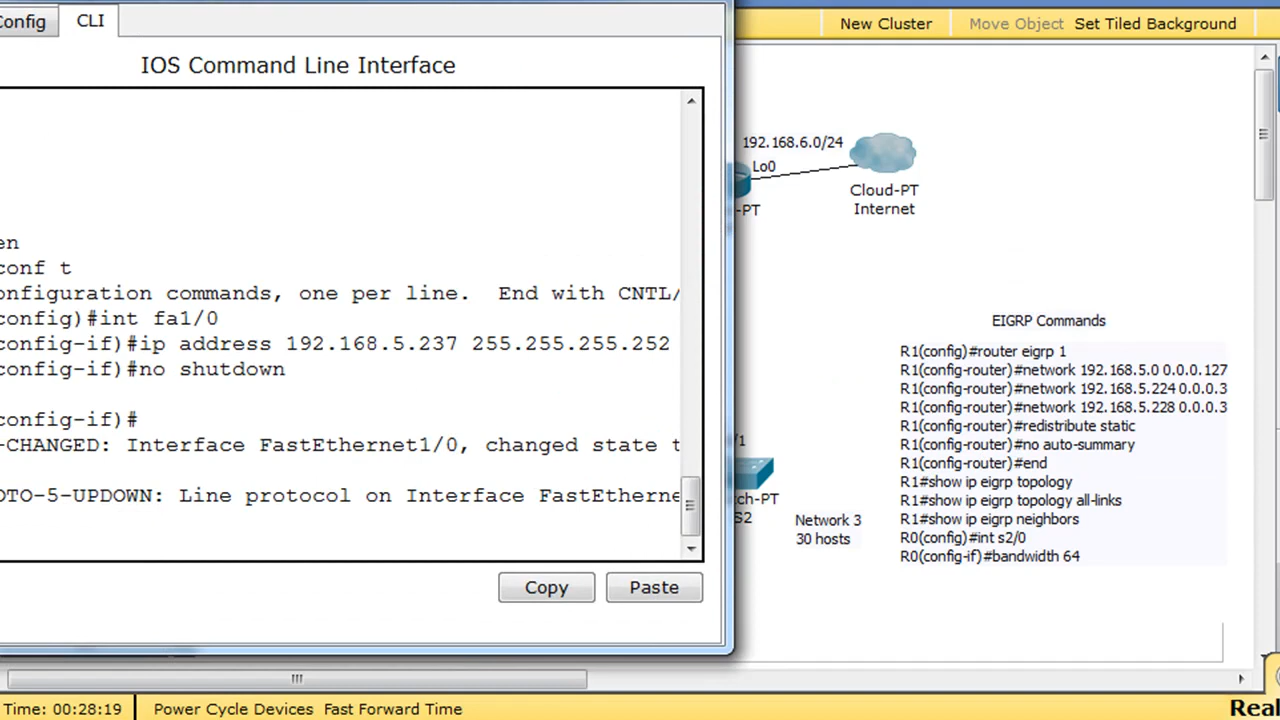 Config
CLI
New Cluster
Move Object
Set Tiled Background
IOS Command Line Interface
en
conf t
onfiguration commands, one per line.  End with CNTL/
config)#int fa1/0
config-if)#ip address 192.168.5.237 255.255.255.252
config-if)#no shutdown
config-if)#
-CHANGED: Interface FastEthernet1/0, changed state t
OTO-5-UPDOWN: Line protocol on Interface FastEtherne
Copy
Paste
192.168.6.0/24
Lo0
-PT
Cloud-PT
Internet
/1
tch-PT
S2
Network 3
30 hosts
EIGRP Commands
R1(config)#router eigrp 1
R1(config-router)#network 192.168.5.0 0.0.0.127
R1(config-router)#network 192.168.5.224 0.0.0.3
R1(config-router)#network 192.168.5.228 0.0.0.3
R1(config-router)#redistribute static
R1(config-router)#no auto-summary
R1(config-router)#end
R1#show ip eigrp topology
R1#show ip eigrp topology all-links
R1#show ip eigrp neighbors
R0(config)#int s2/0
R0(config-if)#bandwidth 64
Time: 00:28:19
Power Cycle Devices
Fast Forward Time
Real